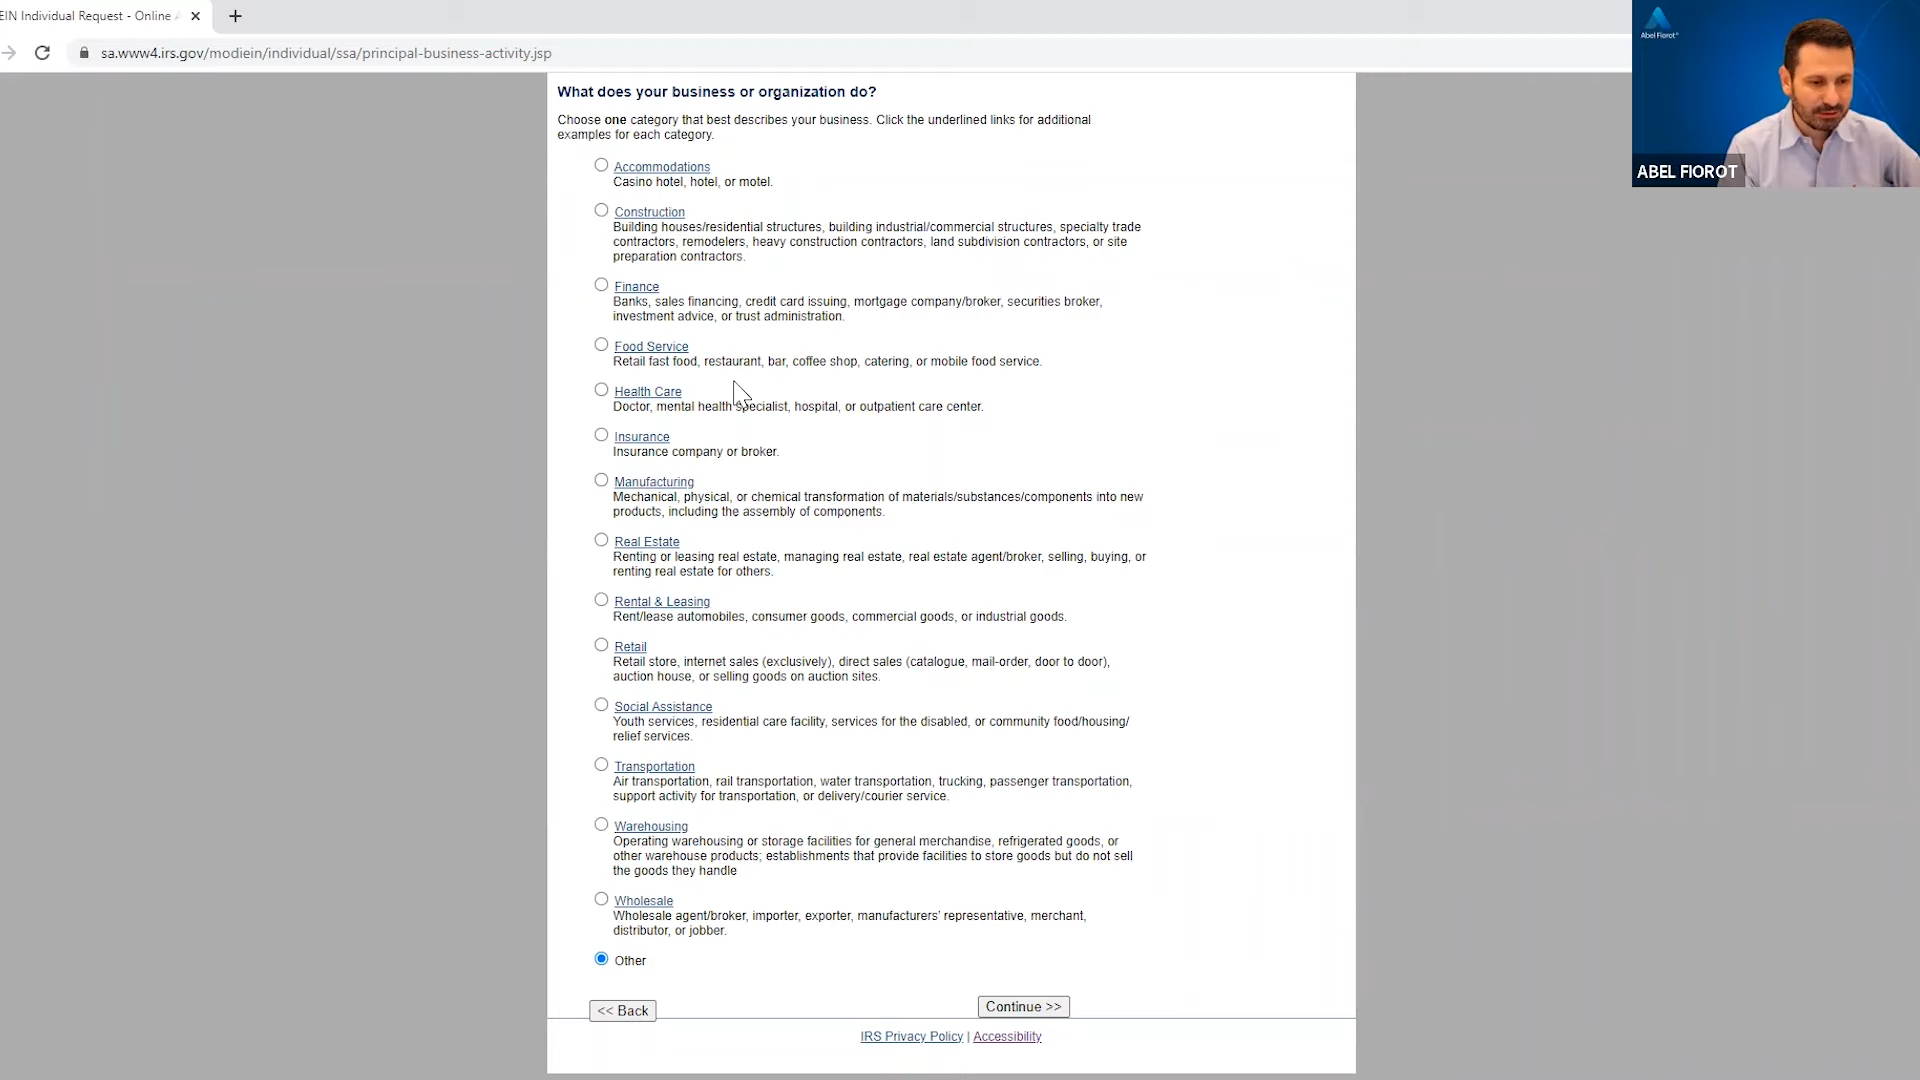 EIN Individual Request - Online
sa.www4.irs.gov/modiein/individual/ssa/principal-business-activity.jsp
Abel Fiorot
ABEL FIOROT
What does your business or organization do?
Choose one category that best describes your business. Click the underlined links for additional
examples for each category.
Accommodations
Casino hotel, hotel, or motel.
Construction
Building houses/residential structures, building industrial/commercial structures, specialty trade
contractors, remodelers, heavy construction contractors, land subdivision contractors, or site
preparation contractors.
Finance
Banks, sales financing, credit card issuing, mortgage company/broker, securities broker,
investment advice, or trust administration.
Food Service
Retail fast food, restaurant, bar, coffee shop, catering, or mobile food service.
Health Care
Doctor, mental health specialist, hospital, or outpatient care center.
Insurance
Insurance company or broker.
Manufacturing
Mechanical, physical, or chemical transformation of materials/substances/components into new
products, including the assembly of components.
Real Estate
Renting or leasing real estate, managing real estate, real estate agent/broker, selling, buying, or
renting real estate for others.
Rental & Leasing
Rent/lease automobiles, consumer goods, commercial goods, or industrial goods.
Retail
Retail store, internet sales (exclusively), direct sales (catalogue, mail-order, door to door),
auction house, or selling goods on auction sites.
Social Assistance
Youth services, residential care facility, services for the disabled, or community food/housing/
relief services.
Transportation
Air transportation, rail transportation, water transportation, trucking, passenger transportation,
support activity for transportation, or delivery/courier service.
Warehousing
Operating warehousing or storage facilities for general merchandise, refrigerated goods, or
other warehouse products; establishments that provide facilities to store goods but do not sell
the goods they handle
Wholesale
Wholesale agent/broker, importer, exporter, manufacturers' representative, merchant,
distributor, or jobber.
Other
<< Back
Continue >>
IRS Privacy Policy | Accessibility